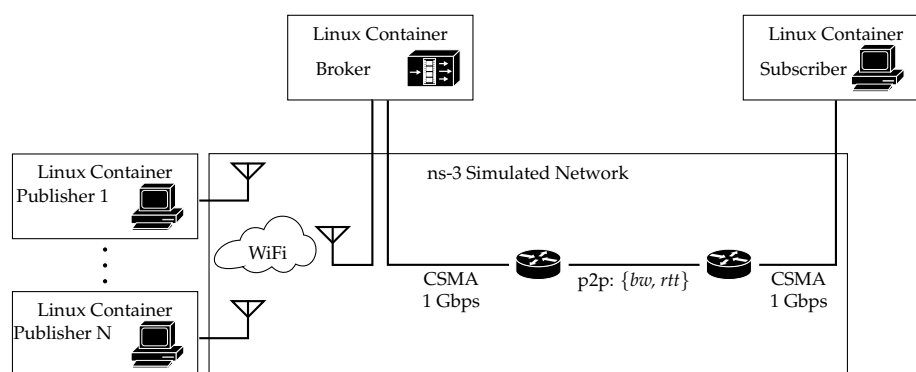 Linux Container
Broker
Linux Container
Subscriber
Linux Container
Publisher 1
ns-3 Simulated Network
WiFi
CSMA
1 Gbps
p2p: {bw, rtt}
CSMA
1 Gbps
Linux Container
Publisher N